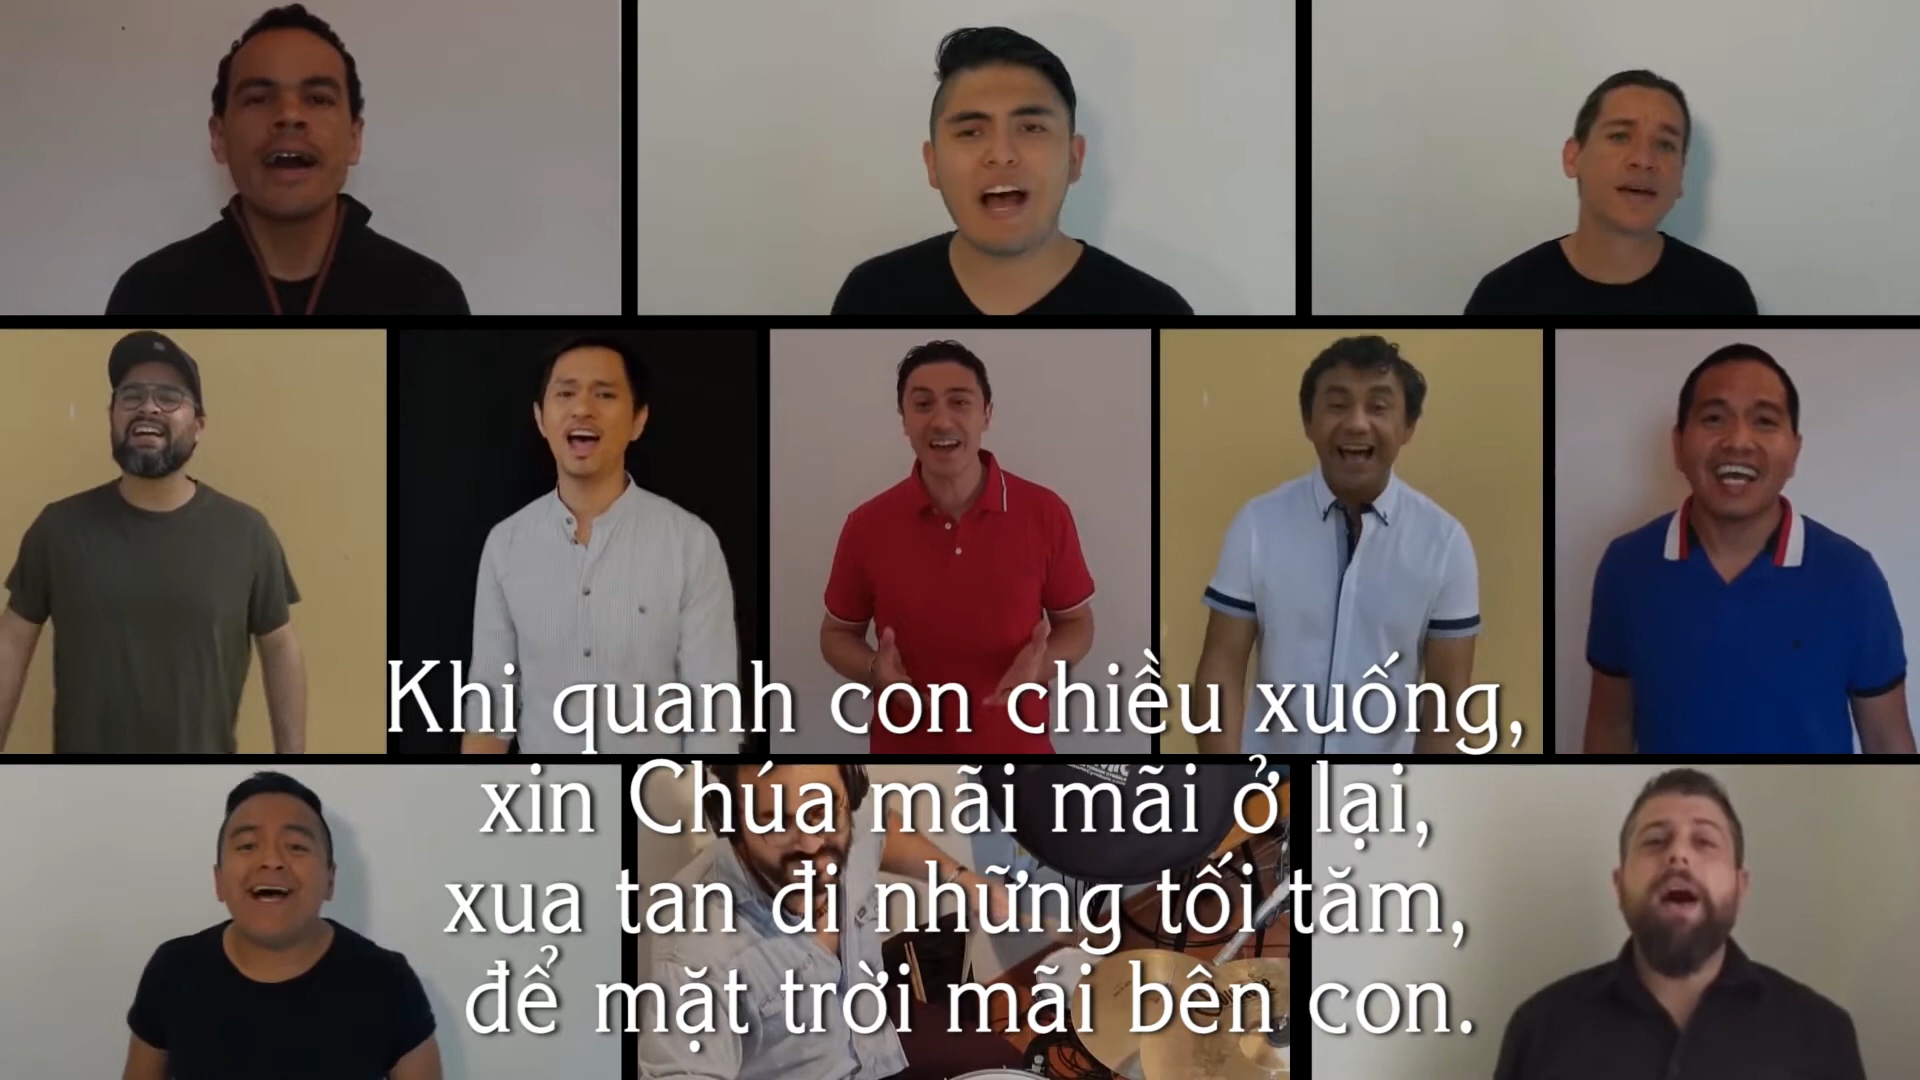 Khi quanh con chiều xuống,
xin Chúa mãi mãi ở lại,
xua tan đi những tối tăm,
để mặt trời mãi bên con.